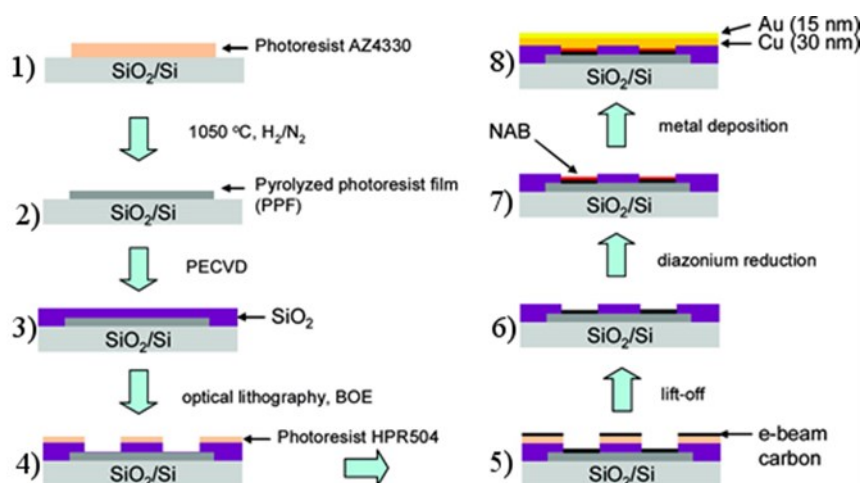 1)
Photoresist AZ4330
SiO₂/Si
1050 °C, H₂/N₂
2)
Pyrolyzed photoresist film
(PPF)
SiO₂/Si
PECVD
3)
SiO₂
SiO₂/Si
optical lithography, BOE
4)
Photoresist HPR504
SiO₂/Si
5)
e-beam
carbon
SiO₂/Si
lift-off
6)
SiO₂/Si
diazonium reduction
7)
NAB
SiO₂/Si
metal deposition
8)
Au (15 nm)
Cu (30 nm)
SiO₂/Si